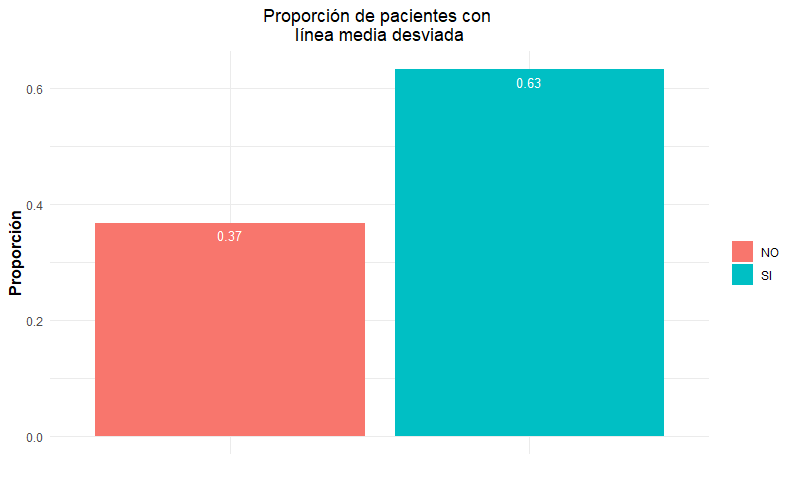 Proporción de pacientes con
línea media desviada
Proporción
0.6
0.4
0.2
0.0
0.37
0.63
NO
SI